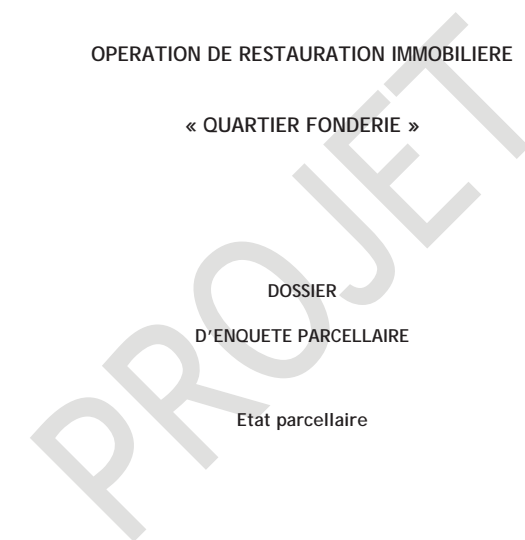 OPERATION DE RESTAURATION IMMOBILIERE
« QUARTIER FONDERIE »
DOSSIER
D'ENQUETE PARCELLAIRE
Etat parcellaire
PROJET